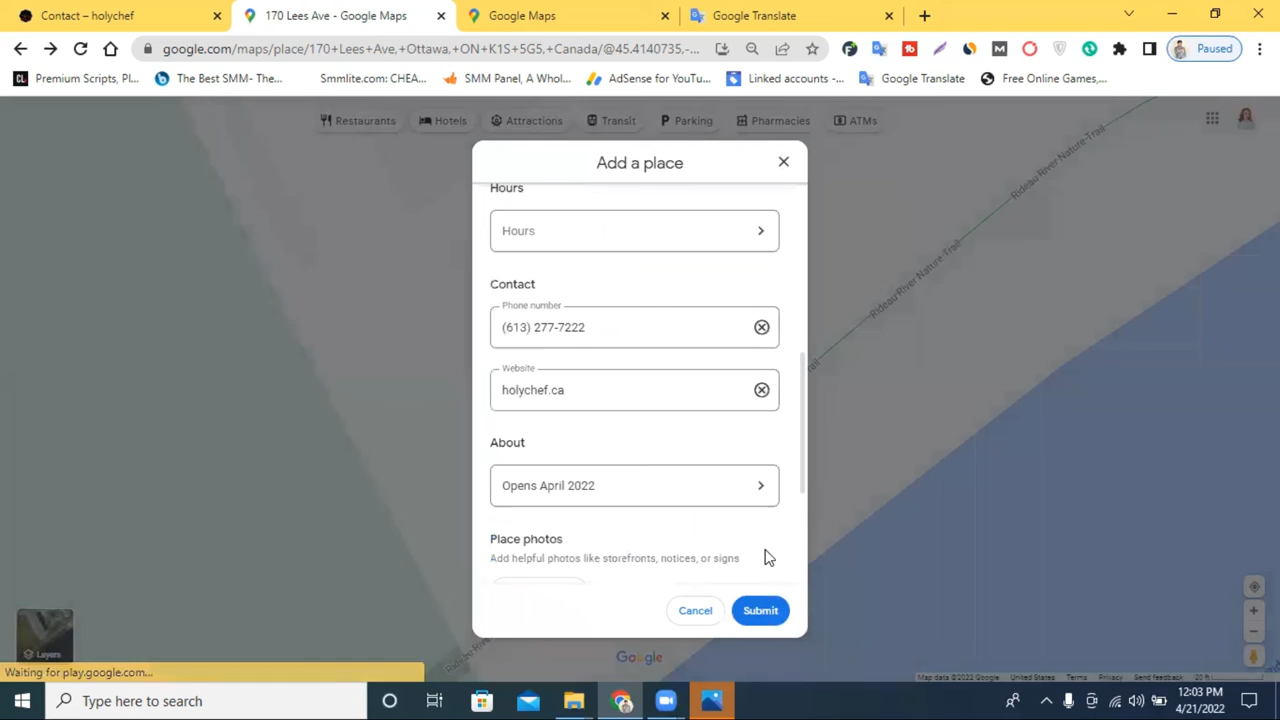 Contact – holychef
170 Lees Ave - Google Maps
Google Maps
Google Translate
google.com/maps/place/170+Lees+Ave,+Ottawa,+ON+K1S+5G5,+Canada/@45.4140735,-...
Paused
Premium Scripts, Pl...
The Best SMM- The...
Smmlite.com: CHEA...
SMM Panel, A Whol...
AdSense for YouTu...
Linked accounts -...
Google Translate
Free Online Games,...
Restaurants
Hotels
Attractions
Transit
Parking
Pharmacies
ATMs
Rideau River Nature-Trail
Rideau River Nature-Trail
Add a place
Hours
Hours
Contact
Phone number
(613) 277-7222
Website
holychef.ca
About
Opens April 2022
Place photos
Add helpful photos like storefronts, notices, or signs
Cancel
Submit
Layers
Google
Waiting for play.google.com...
Map data ©2022 Google
United States
Terms
Privacy
Send feedback
20 ft
Type here to search
12:03 PM
4/21/2022